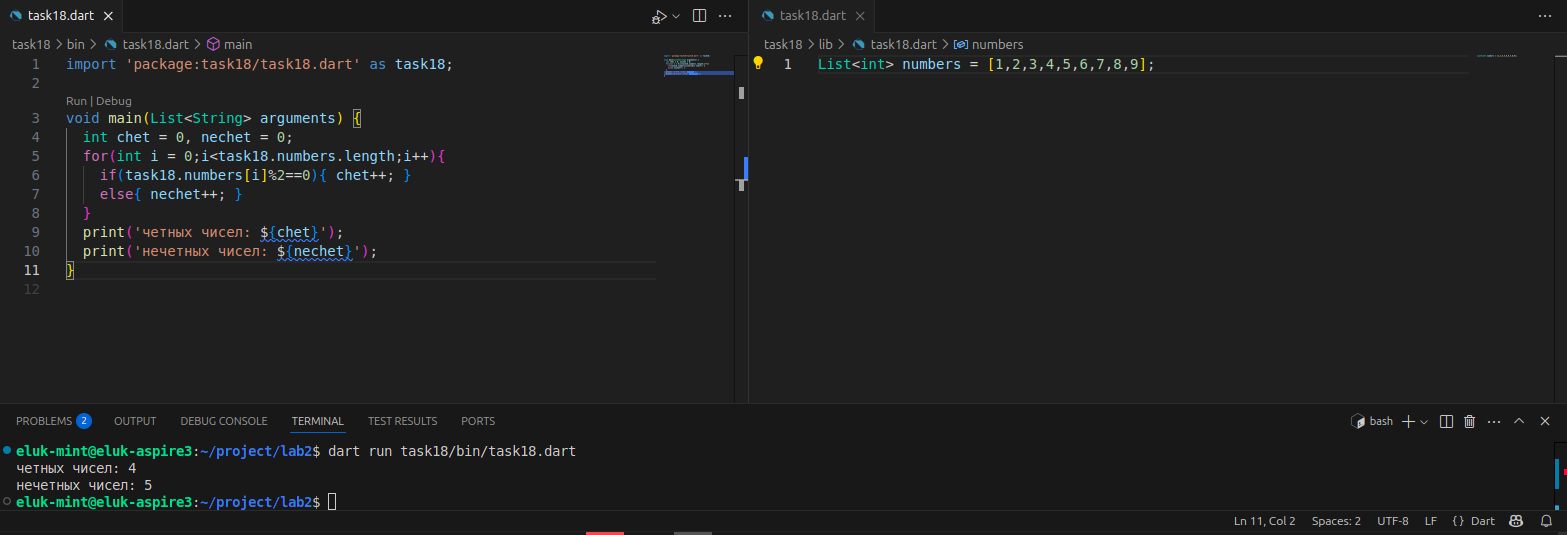 task18.dart
task18 > bin > task18.dart > main
1 import 'package:task18/task18.dart' as task18;
2
Run | Debug
3 void main(List<String> arguments) {
4 int chet = 0, nechet = 0;
5 for(int i = 0;i<task18.numbers.length;i++){
6 if(task18.numbers[i]%2==0){ chet++; }
7 else{ nechet++; }
8 }
9 print('четных чисел: ${chet}');
10 print('нечетных чисел: ${nechet}');
11 }
12
task18.dart
task18 > lib > task18.dart > numbers
1 List<int> numbers = [1,2,3,4,5,6,7,8,9];
PROBLEMS 2 OUTPUT DEBUG CONSOLE TERMINAL TEST RESULTS PORTS bash
eluk-mint@eluk-aspire3:~/project/lab2$ dart run task18/bin/task18.dart
четных чисел: 4
нечетных чисел: 5
eluk-mint@eluk-aspire3:~/project/lab2$
Ln 11, Col 2 Spaces: 2 UTF-8 LF {} Dart